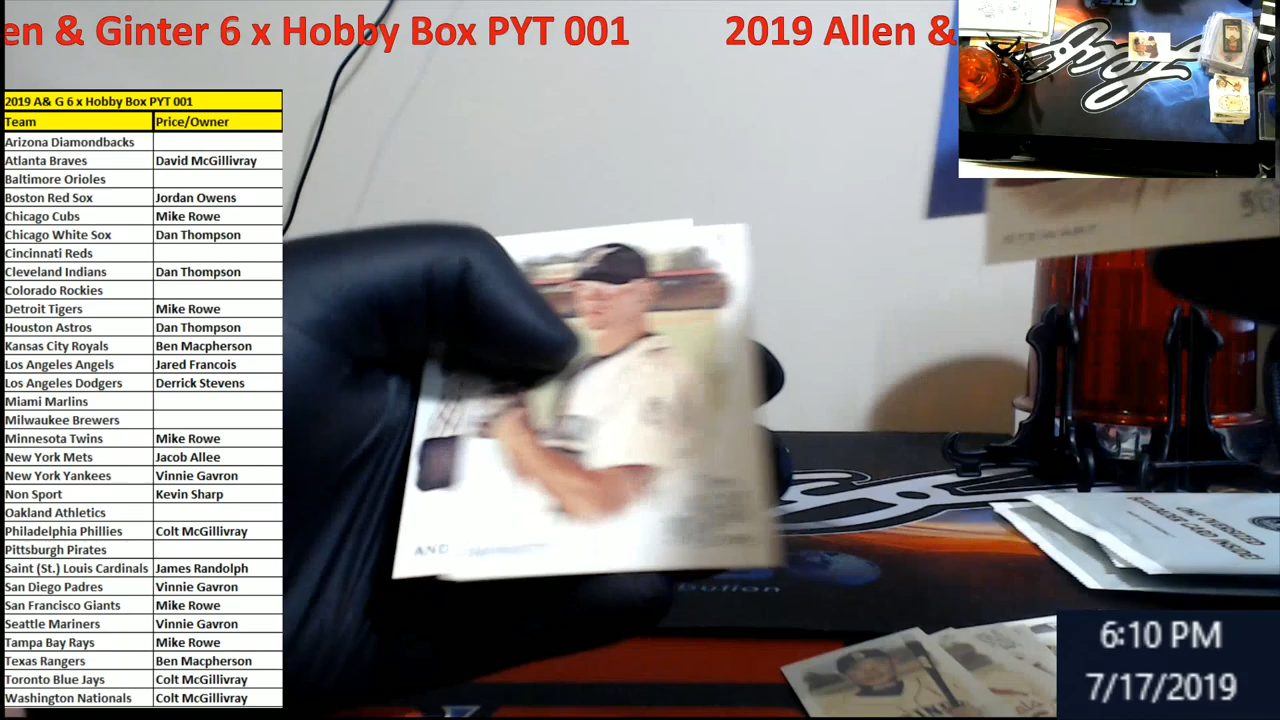 en & Ginter 6 x Hobby Box PYT 001 2019 Allen &
2019 A& G 6 x Hobby Box PYT 001
Team Price/Owner
Arizona Diamondbacks
Atlanta Braves David McGillivray
Baltimore Orioles
Boston Red Sox Jordan Owens
Chicago Cubs Mike Rowe
Chicago White Sox Dan Thompson
Cincinnati Reds
Cleveland Indians Dan Thompson
Colorado Rockies
Detroit Tigers Mike Rowe
Houston Astros Dan Thompson
Kansas City Royals Ben Macpherson
Los Angeles Angels Jared Francois
Los Angeles Dodgers Derrick Stevens
Miami Marlins
Milwaukee Brewers
Minnesota Twins Mike Rowe
New York Mets Jacob Allee
New York Yankees Vinnie Gavron
Non Sport Kevin Sharp
Oakland Athletics
Philadelphia Phillies Colt McGillivray
Pittsburgh Pirates
Saint (St.) Louis Cardinals James Randolph
San Diego Padres Vinnie Gavron
San Francisco Giants Mike Rowe
Seattle Mariners Vinnie Gavron
Tampa Bay Rays Mike Rowe
Texas Rangers Ben Macpherson
Toronto Blue Jays Colt McGillivray
Washington Nationals Colt McGillivray
STEWART
ONE OVERSIZED
BOXLOADER CARD INSIDE!
6:10 PM
7/17/2019